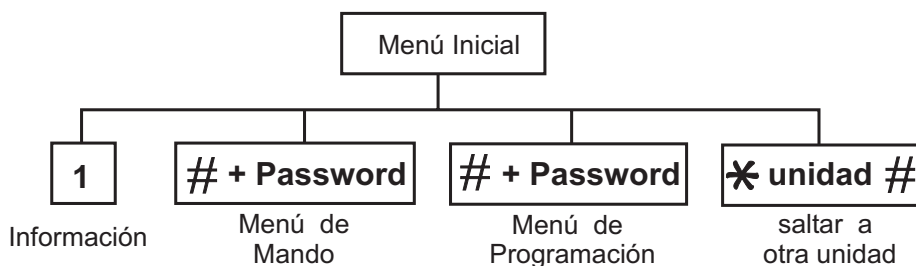 Menú Inicial
1
# + Password
# + Password
* unidad #
Información
Menú de
Mando
Menú de
Programación
saltar a
otra unidad